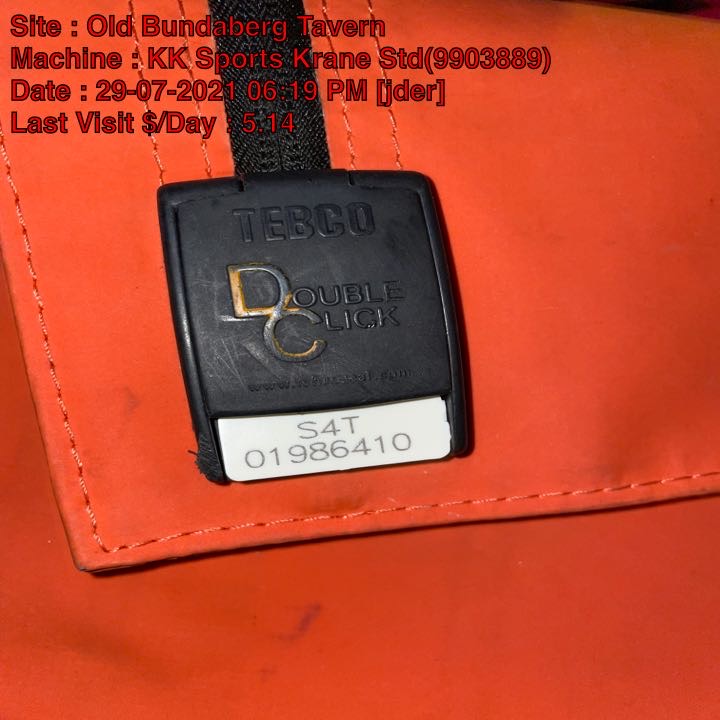 Site : Old Bundaberg Tavern
Machine : KK Sports Krane Std(9903889)
Date : 29-07-2021 06:19 PM [jder]
Last Visit $/Day : 5.14
TEBCO
DOUBLE
CLICK
S4T
01986410